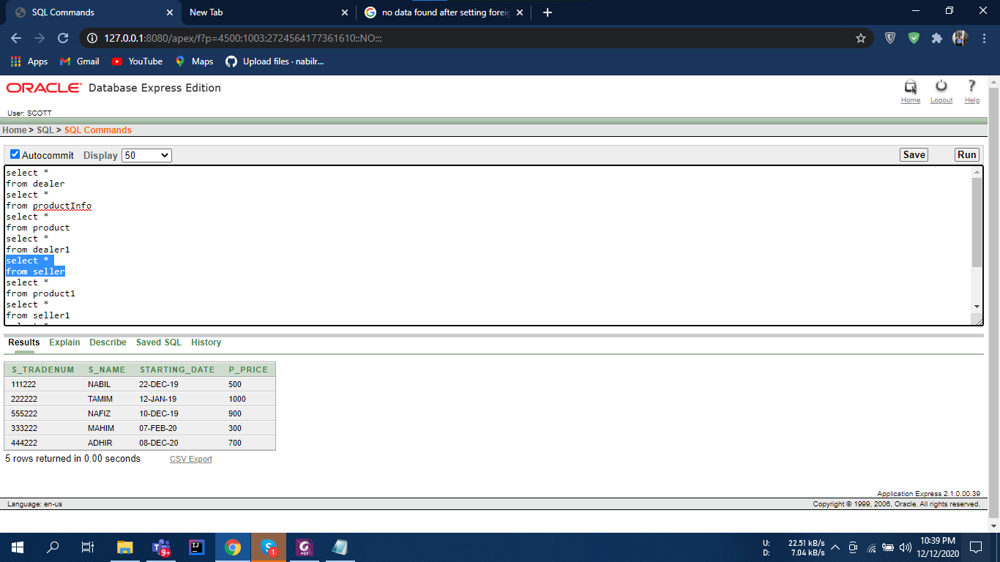 SQL Commands
New Tab
no data found after setting foreig
127.0.0.1:8080/apex/f?p=4500:1003:2724564177361610::NO:::
Apps
Gmail
YouTube
Maps
Upload files · nabilr...
ORACLE Database Express Edition
Home
Logout
Help
User: SCOTT
Home > SQL > SQL Commands
Autocommit Display 50
Save
Run
select *
from dealer
select *
from productInfo
select *
from product
select *
from dealer1
select *
from seller
select *
from product1
select *
from seller1
Results Explain Describe Saved SQL History
S_TRADENUM S_NAME STARTING_DATE P_PRICE
111222 NABIL 22-DEC-19 500
222222 TAMIM 12-JAN-19 1000
555222 NAFIZ 10-DEC-19 900
333222 MAHIM 07-FEB-20 300
444222 ADHIR 08-DEC-20 700
5 rows returned in 0.00 seconds CSV Export
Application Express 2.1.0.00.39
Language: en-us
Copyright © 1999, 2006, Oracle. All rights reserved.
9+
IJ
1
PDF
U: 22.51 kB/s
D: 7.04 kB/s
10:39 PM
12/12/2020